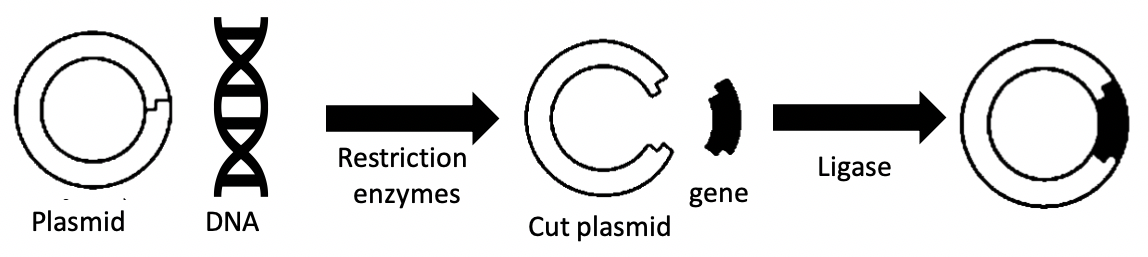 Plasmid
DNA
Restriction
enzymes
Cut plasmid
gene
Ligase